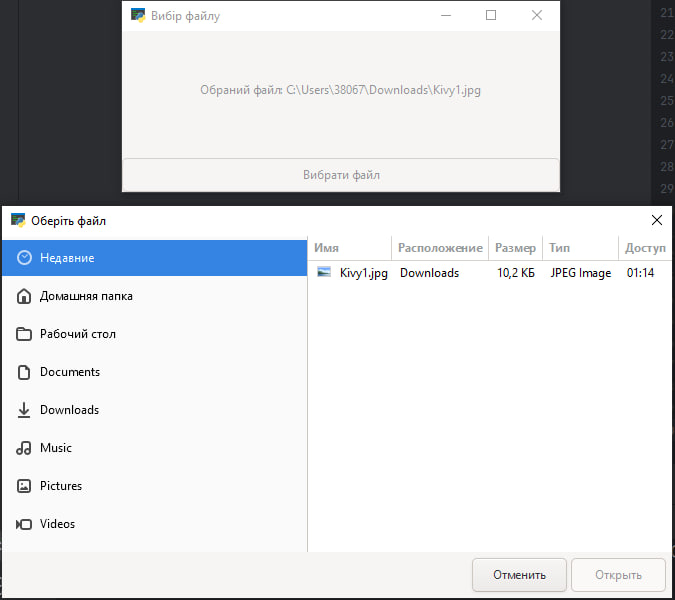 Вибір файлу
Обраний файл: C:\Users\38067\Downloads\Kivy1.jpg
Вибрати файл
21
22
23
24
25
26
27
28
29
Оберіть файл
Недавние
Домашняя папка
Рабочий стол
Documents
Downloads
Music
Pictures
Videos
Имя Расположение Размер Тип Доступ
Kivy1.jpg Downloads 10,2 КБ JPEG Image 01:14
Отменить Открыть